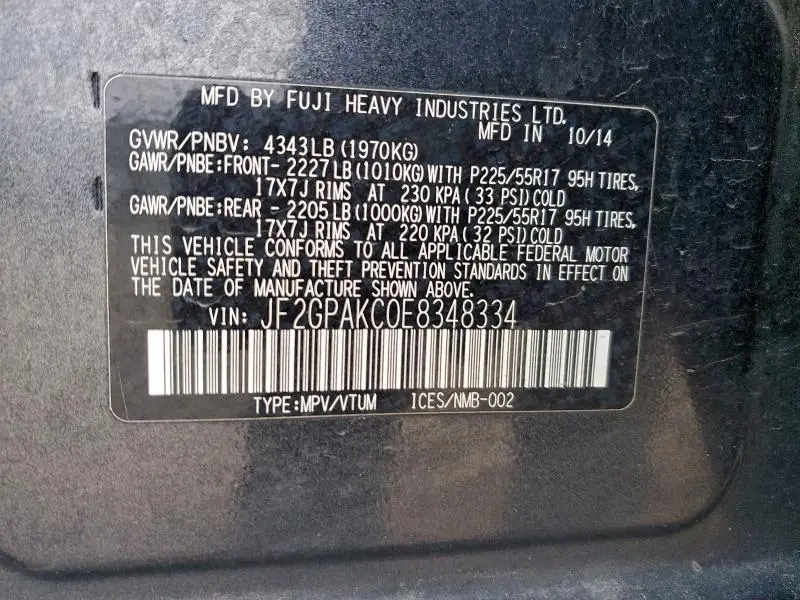 MFD BY FUJI HEAVY INDUSTRIES LTD.
MFD IN 10/14
GVWR/PNBV: 4343LB (1970KG)
GAWR/PNBE:FRONT- 2227LB(1010KG)WITH P225/55R17 95H TIRES,
17X7J RIMS AT 230 KPA(33 PSI)COLD
GAWR/PNBE:REAR - 2205LB(1000KG)WITH P225/55R17 95H TIRES,
17X7J RIMS AT 220 KPA(32 PSI)COLD
THIS VEHICLE CONFORMS TO ALL APPLICABLE FEDERAL MOTOR
VEHICLE SAFETY AND THEFT PREVENTION STANDARDS IN EFFECT ON
THE DATE OF MANUFACTURE SHOWN ABOVE.
VIN: JF2GPAKC0E8348334
TYPE:MPV/VTUM ICES/NMB-002